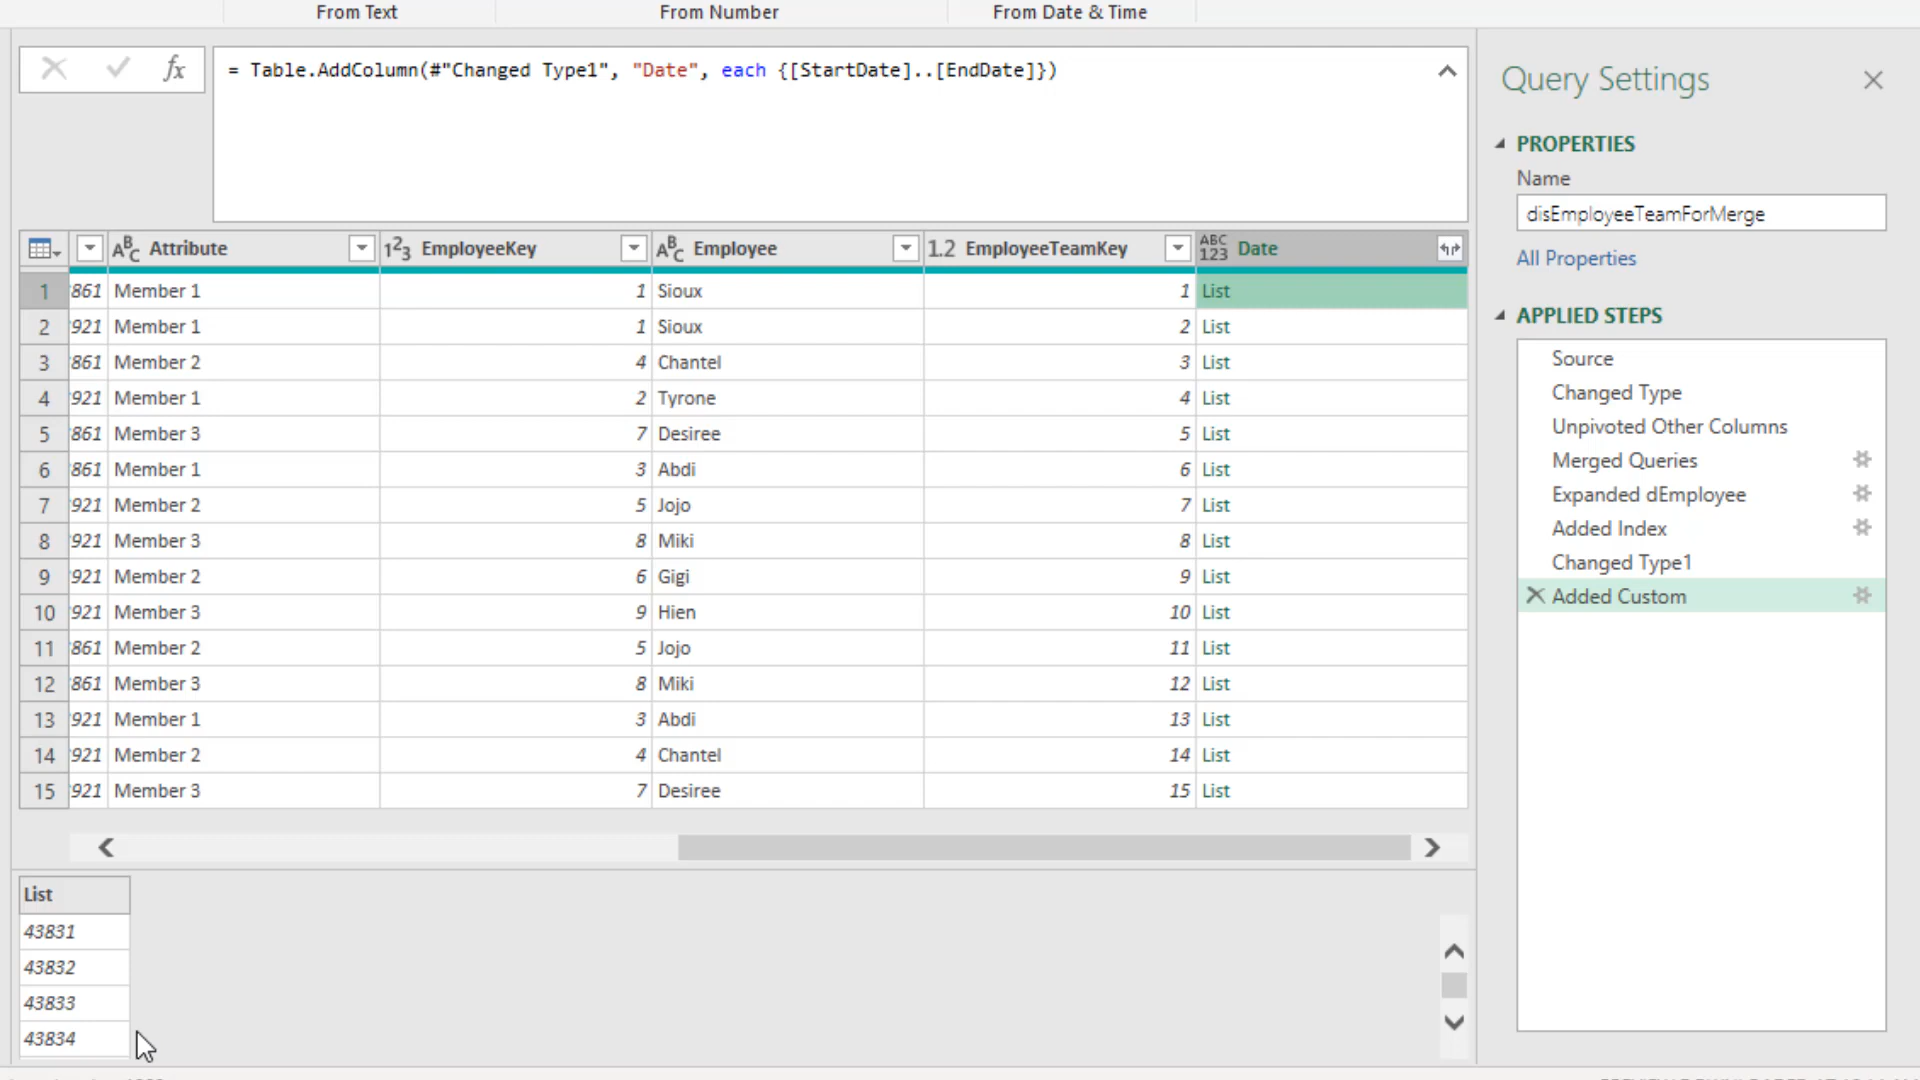 From Text From Number From Date & Time
fx = Table.AddColumn(#"Changed Type1", "Date", each {[StartDate]..[EndDate]})
Query Settings
PROPERTIES
Name
disEmployeeTeamForMerge
All Properties
APPLIED STEPS
Source
Changed Type
Unpivoted Other Columns
Merged Queries
Expanded dEmployee
Added Index
Changed Type1
Added Custom
ABC Attribute 123 EmployeeKey ABC Employee 1.2 EmployeeTeamKey ABC 123 Date
1 861 Member 1 1 Sioux 1 List
2 921 Member 1 1 Sioux 2 List
3 861 Member 2 4 Chantel 3 List
4 921 Member 1 2 Tyrone 4 List
5 861 Member 3 7 Desiree 5 List
6 861 Member 1 3 Abdi 6 List
7 921 Member 2 5 Jojo 7 List
8 921 Member 3 8 Miki 8 List
9 921 Member 2 6 Gigi 9 List
10 921 Member 3 9 Hien 10 List
11 861 Member 2 5 Jojo 11 List
12 861 Member 3 8 Miki 12 List
13 921 Member 1 3 Abdi 13 List
14 921 Member 2 4 Chantel 14 List
15 921 Member 3 7 Desiree 15 List
List
43831
43832
43833
43834